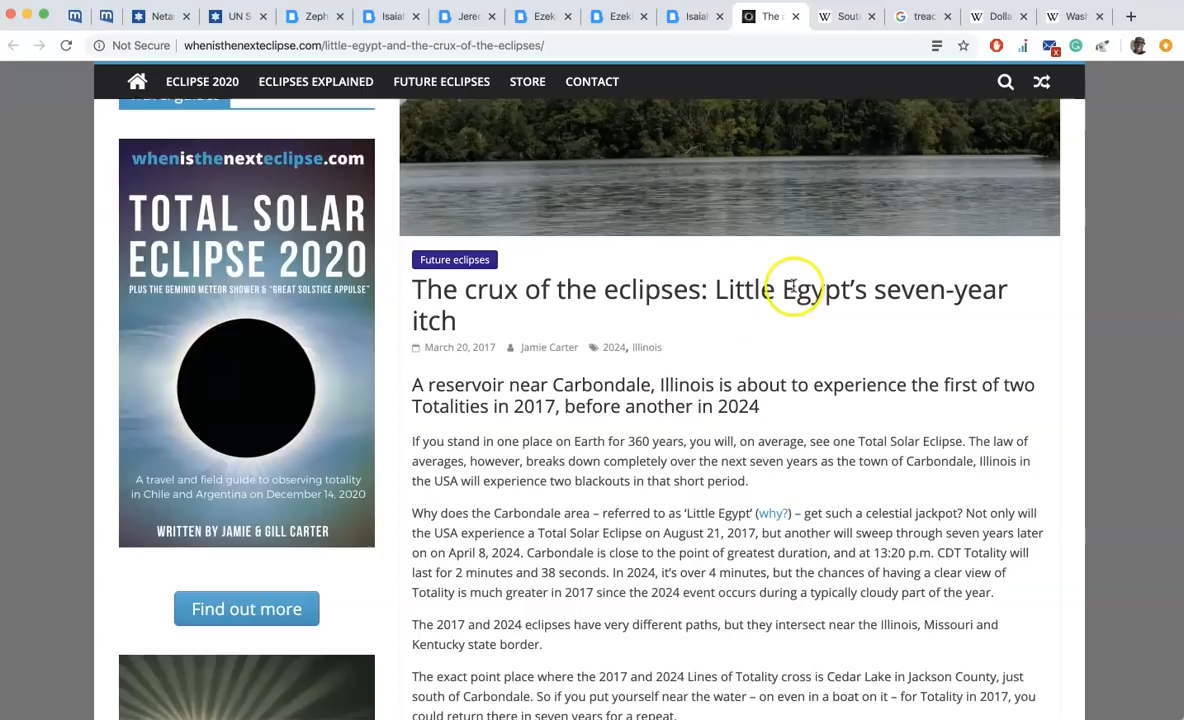 Netan
UN S
Zeph
Isaial
Jerer
Ezeki
Ezeki
Isaial
The c
South
treac
Dolla
Wash
Not Secure
whenisthenexteclipse.com/little-egypt-and-the-crux-of-the-eclipses/
ECLIPSE 2020
ECLIPSES EXPLAINED
FUTURE ECLIPSES
STORE
CONTACT
whenisthenexteclipse.com
TOTAL SOLAR
ECLIPSE 2020
PLUS THE GEMINID METEOR SHOWER & "GREAT SOLSTICE APPULSE"
A travel and field guide to observing totality
in Chile and Argentina on December 14, 2020
WRITTEN BY JAMIE & GILL CARTER
Find out more
Future eclipses
The crux of the eclipses: Little Egypt's seven-year
itch
March 20, 2017 Jamie Carter 2024, Illinois
A reservoir near Carbondale, Illinois is about to experience the first of two
Totalities in 2017, before another in 2024
If you stand in one place on Earth for 360 years, you will, on average, see one Total Solar Eclipse. The law of
averages, however, breaks down completely over the next seven years as the town of Carbondale, Illinois in
the USA will experience two blackouts in that short period.
Why does the Carbondale area – referred to as 'Little Egypt' (why?) – get such a celestial jackpot? Not only will
the USA experience a Total Solar Eclipse on August 21, 2017, but another will sweep through seven years later
on on April 8, 2024. Carbondale is close to the point of greatest duration, and at 13:20 p.m. CDT Totality will
last for 2 minutes and 38 seconds. In 2024, it's over 4 minutes, but the chances of having a clear view of
Totality is much greater in 2017 since the 2024 event occurs during a typically cloudy part of the year.
The 2017 and 2024 eclipses have very different paths, but they intersect near the Illinois, Missouri and
Kentucky state border.
The exact point place where the 2017 and 2024 Lines of Totality cross is Cedar Lake in Jackson County, just
south of Carbondale. So if you put yourself near the water – on even in a boat on it – for Totality in 2017, you
could return there in seven years for a repeat.